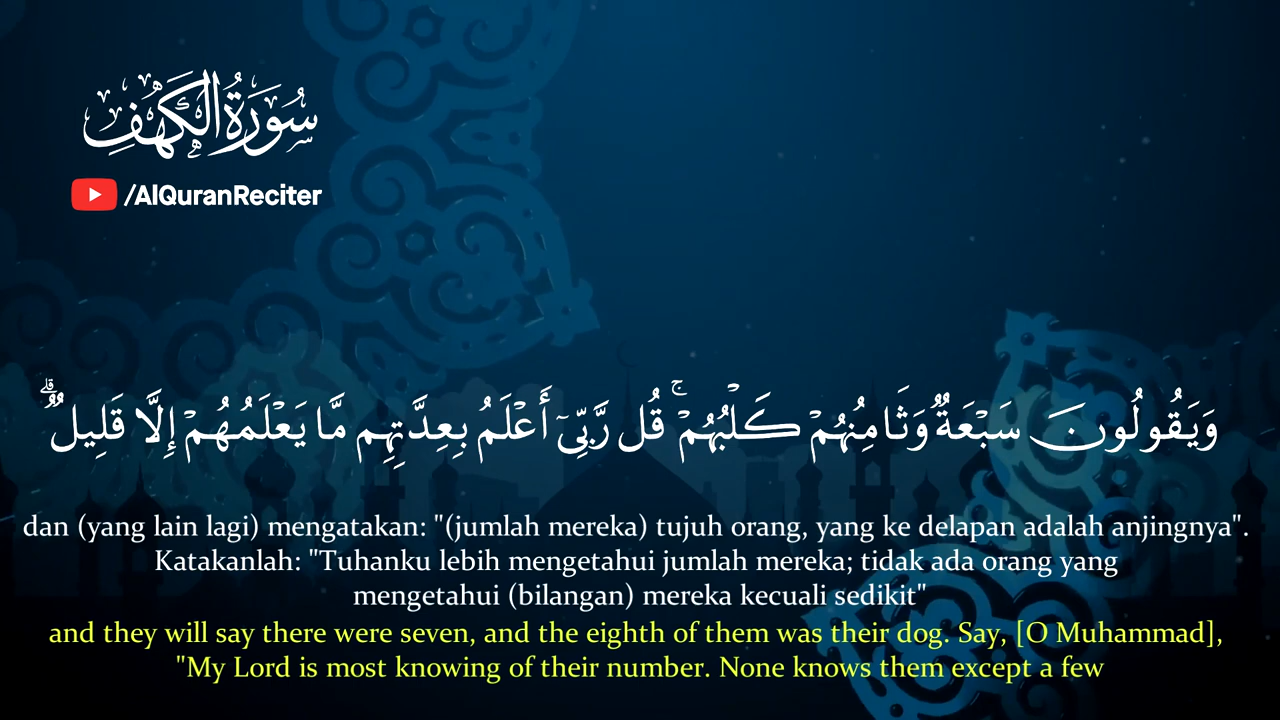 سُورَةُ الْكَهْفِ
/AlQuranReciter
وَيَقُولُونَ سَبْعَةٌ وَثَامِنُهُمْ كَلْبُهُمْ ۚ قُل رَّبِّىٓ أَعْلَمُ بِعِدَّتِهِم مَّا يَعْلَمُهُمْ إِلَّا قَلِيلٌ ۗ
dan (yang lain lagi) mengatakan: "(jumlah mereka) tujuh orang, yang ke delapan adalah anjingnya".
Katakanlah: "Tuhanku lebih mengetahui jumlah mereka; tidak ada orang yang
mengetahui (bilangan) mereka kecuali sedikit"
and they will say there were seven, and the eighth of them was their dog. Say, [O Muhammad],
"My Lord is most knowing of their number. None knows them except a few